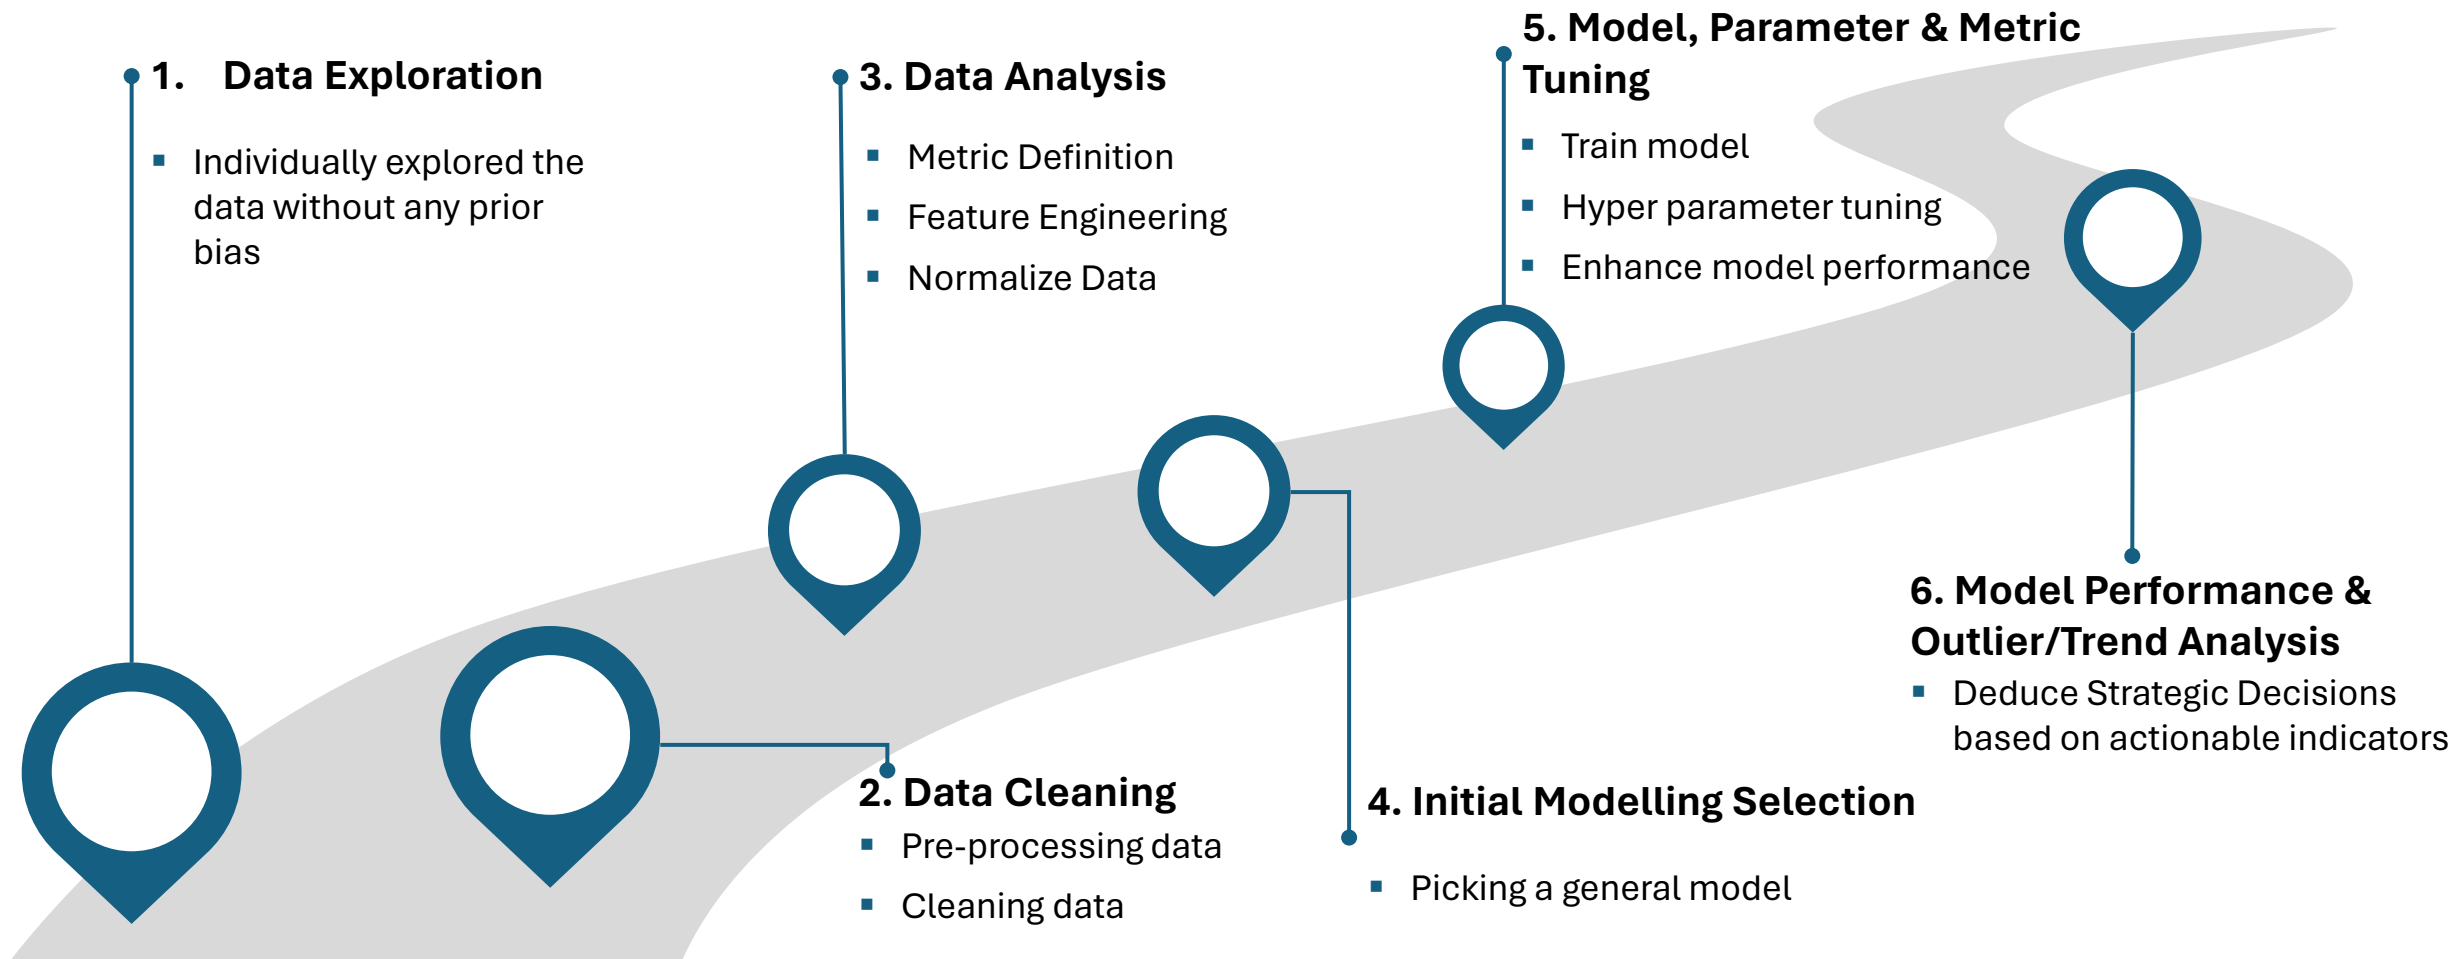 1. Data Exploration
▪ Individually explored the
data without any prior
bias
2. Data Cleaning
▪ Pre-processing data
▪ Cleaning data
3. Data Analysis
▪ Metric Definition
▪ Feature Engineering
▪ Normalize Data
4. Initial Modelling Selection
▪ Picking a general model
5. Model, Parameter & Metric
Tuning
▪ Train model
▪ Hyper parameter tuning
▪ Enhance model performance
6. Model Performance &
Outlier/Trend Analysis
▪ Deduce Strategic Decisions
based on actionable indicators